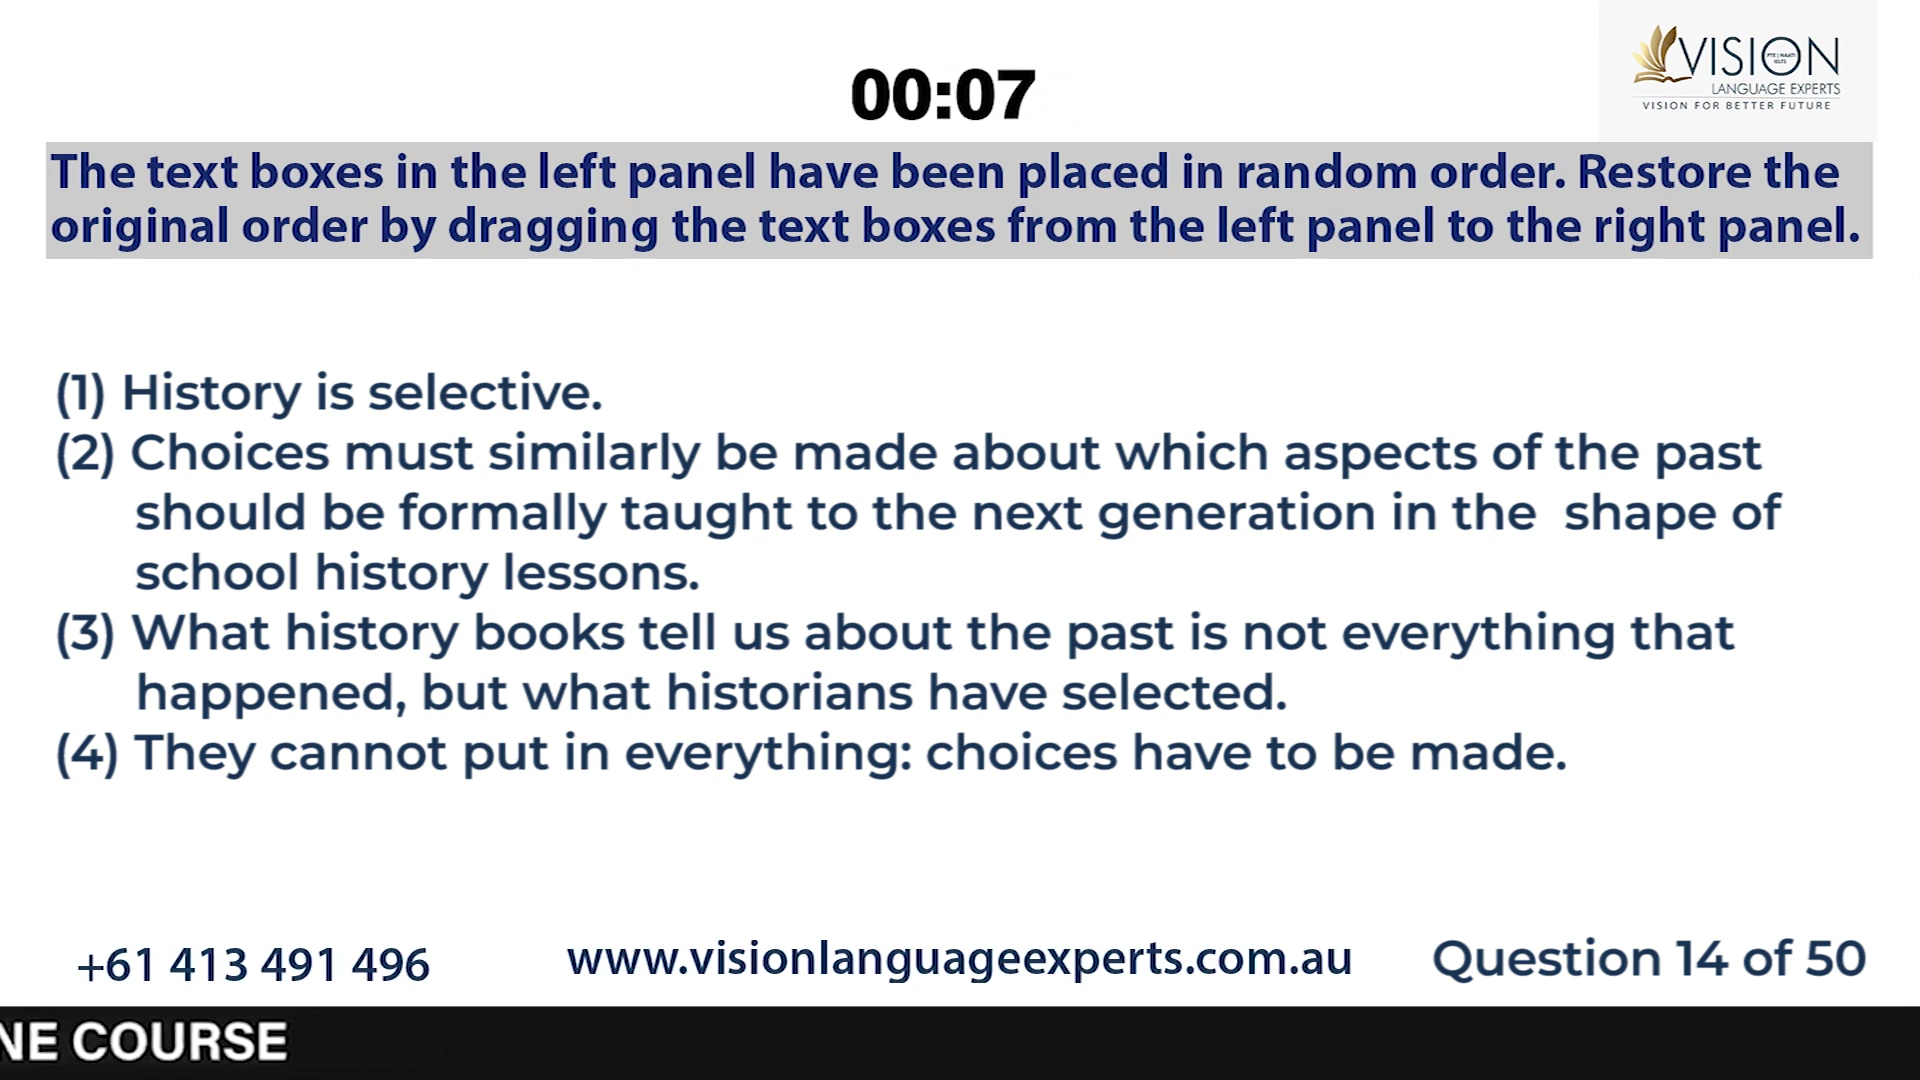 VISION
LANGUAGE EXPERTS
VISION FOR BETTER FUTURE
00:07
The text boxes in the left panel have been placed in random order. Restore the
original order by dragging the text boxes from the left panel to the right panel.
(1) History is selective.
(2) Choices must similarly be made about which aspects of the past
should be formally taught to the next generation in the shape of
school history lessons.
(3) What history books tell us about the past is not everything that
happened, but what historians have selected.
(4) They cannot put in everything: choices have to be made.
+61 413 491 496
www.visionlanguageexperts.com.au
Question 14 of 50
NE COURSE